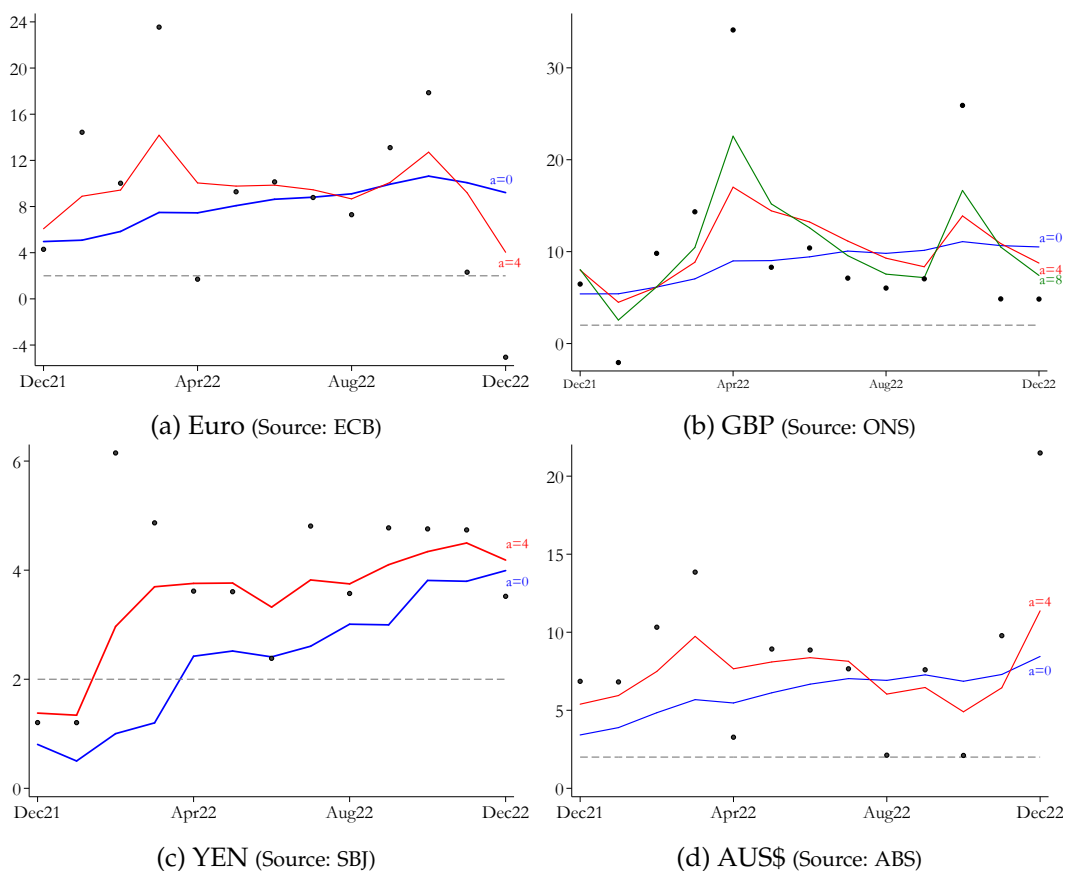 24
20
16
12
8
4
0
-4
a=0
a=4
Dec21 Apr22 Aug22 Dec22
(a) Euro (Source: ECB)
30
20
10
0
a=0
a=4
a=8
Dec21 Apr22 Aug22 Dec22
(b) GBP (Source: ONS)
6
4
2
0
a=4
a=0
Dec21 Apr22 Aug22 Dec22
(c) YEN (Source: SBJ)
20
15
10
5
0
a=4
a=0
Dec21 Apr22 Aug22 Dec22
(d) AUS$ (Source: ABS)